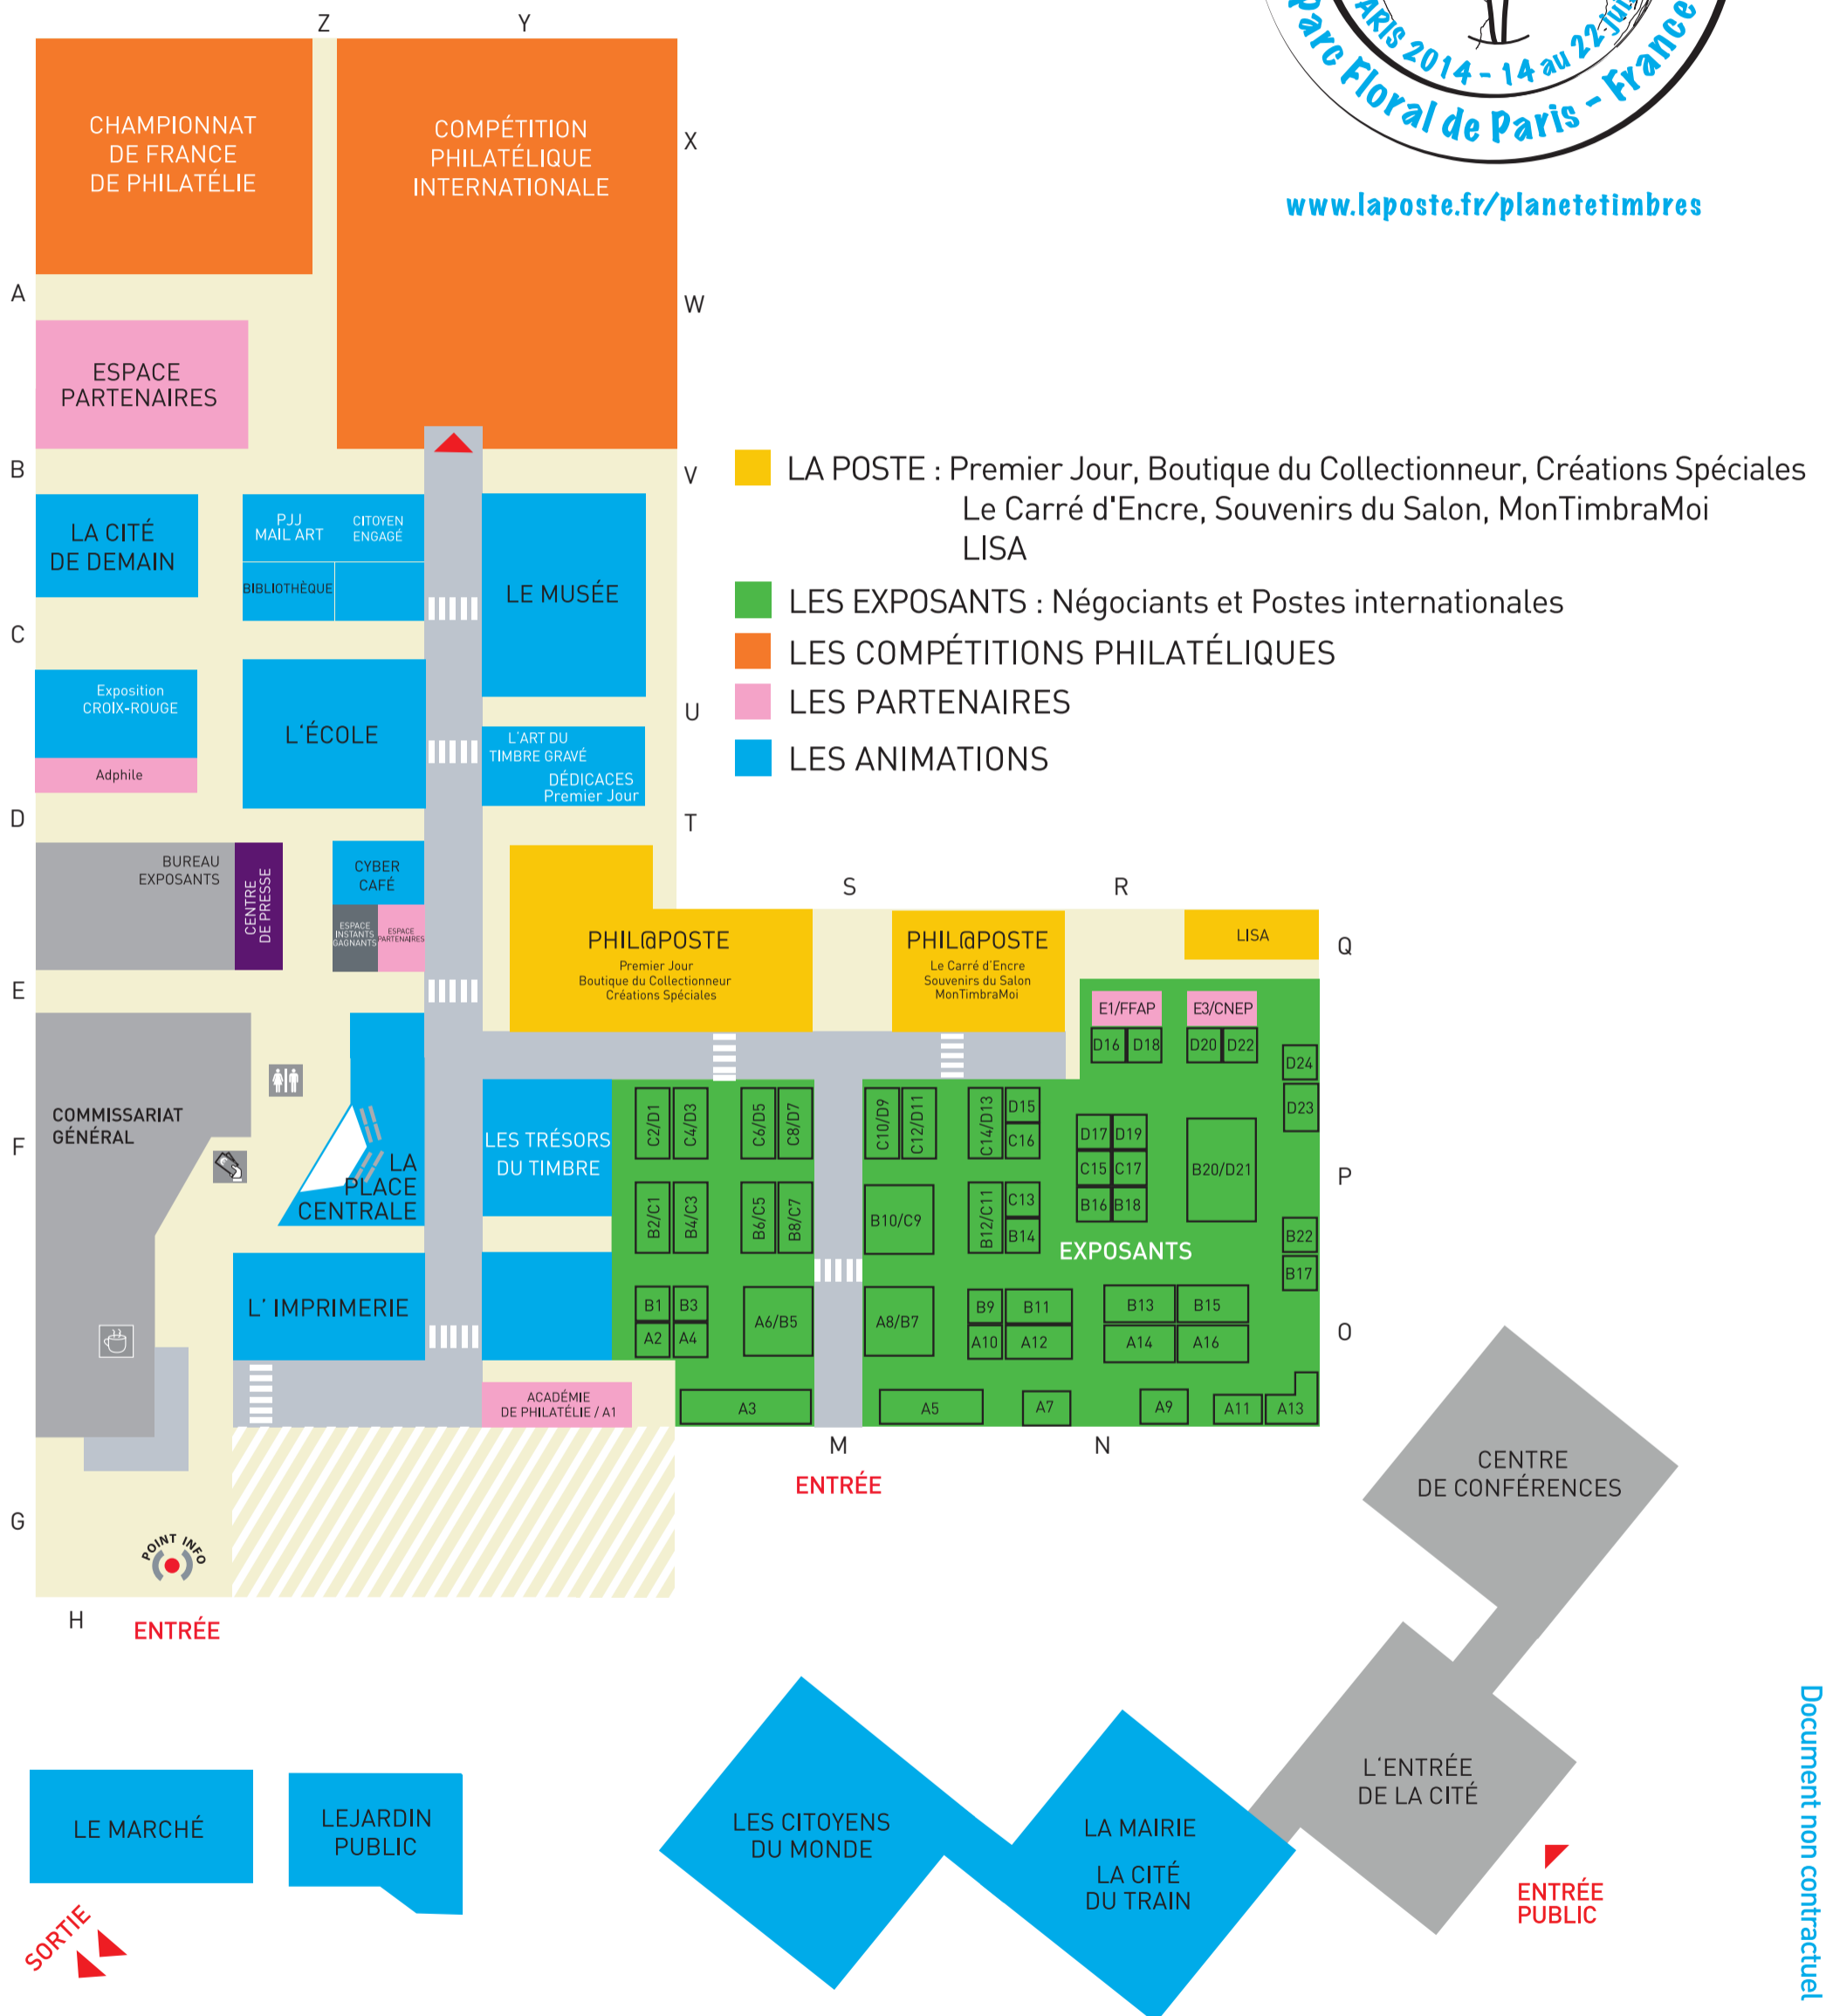 Z
Y
PARIS 2014 - 14 au 22 juin
Parc Floral de Paris - France
www.laposte.fr/planetetimbres
CHAMPIONNAT
DE FRANCE
DE PHILATÉLIE
COMPÉTITION
PHILATÉLIQUE
INTERNATIONALE
X
A
W
ESPACE
PARTENAIRES
B
V
LA POSTE : Premier Jour, Boutique du Collectionneur, Créations Spéciales
Le Carré d'Encre, Souvenirs du Salon, MonTimbraMoi
LISA
LES EXPOSANTS : Négociants et Postes internationales
LES COMPÉTITIONS PHILATÉLIQUES
LES PARTENAIRES
LES ANIMATIONS
LA CITÉ
DE DEMAIN
PJJ
MAIL ART
CITOYEN
ENGAGÉ
BIBLIOTHÈQUE
LE MUSÉE
C
Exposition
CROIX-ROUGE
Adphile
L'ÉCOLE
U
L'ART DU
TIMBRE GRAVÉ
DÉDICACES
Premier Jour
D
T
BUREAU
EXPOSANTS
CENTRE
DE PRESSE
CYBER
CAFÉ
ESPACE
INSTANTS
GAGNANTS
ESPACE
PARTENAIRES
S
R
PHIL@POSTE
Premier Jour
Boutique du Collectionneur
Créations Spéciales
PHIL@POSTE
Le Carré d'Encre
Souvenirs du Salon
MonTimbraMoi
LISA
Q
E
E1/FFAP
E3/CNEP
D16 D18
D20 D22
D24
D23
COMMISSARIAT
GÉNÉRAL
F
LA
PLACE
CENTRALE
LES TRÉSORS
DU TIMBRE
C2/D1
C4/D3
C6/D5
C8/D7
C10/D9
C12/D11
C14/D13
D15
C16
D17 D19
C15 C17
B16 B18
B20/D21
P
B2/C1
B4/C3
B6/C5
B8/C7
B10/C9
B12/C11
C13
B14
B22
B17
EXPOSANTS
L' IMPRIMERIE
B1 B3
A2 A4
A6/B5
A8/B7
B9 B11
A10 A12
B13 B15
A14 A16
O
ACADÉMIE
DE PHILATÉLIE / A1
A3
A5
A7
A9
A11
A13
M
N
ENTRÉE
CENTRE
DE CONFÉRENCES
G
POINT INFO
H
ENTRÉE
L'ENTRÉE
DE LA CITÉ
LE MARCHÉ
LEJARDIN
PUBLIC
LES CITOYENS
DU MONDE
LA MAIRIE
LA CITÉ
DU TRAIN
ENTRÉE
PUBLIC
SORTIE
Document non contractuel